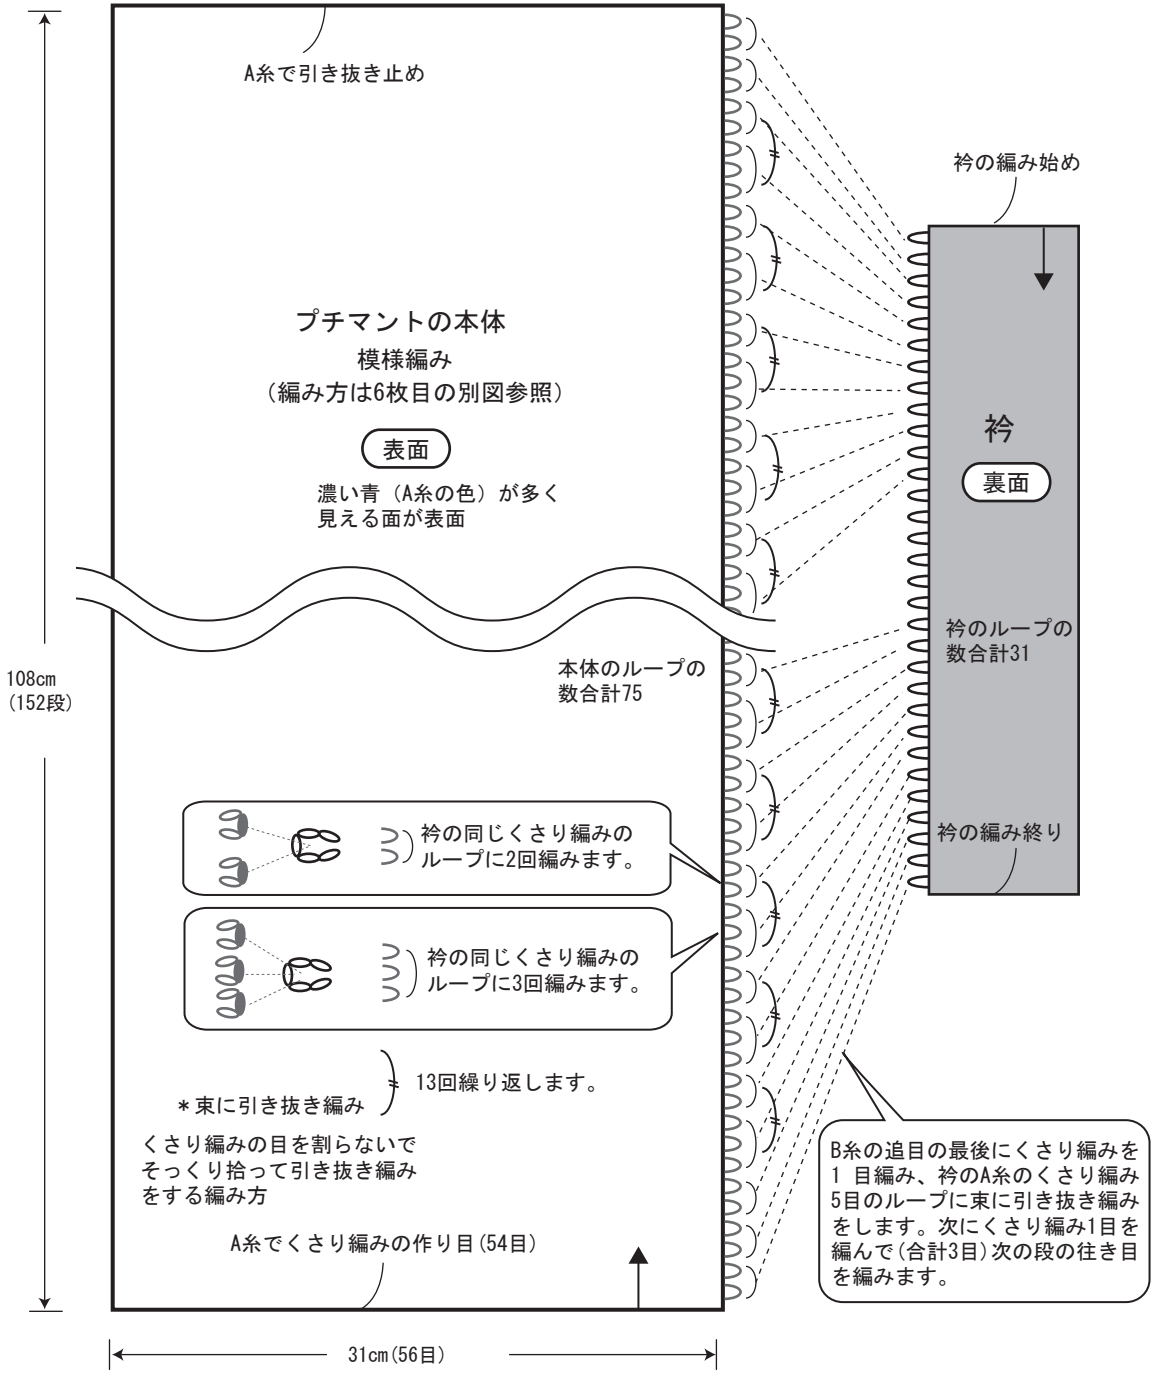 A糸で引き抜き止め
衿の編み始め
プチマントの本体
模様編み
（編み方は6枚目の別図参照）
表面
濃い青（A糸の色）が多く
見える面が表面
衿
裏面
衿のループの
数合計31
本体のループの
数合計75
108cm
(152段)
衿の同じくさり編みの
ループに2回編みます。
衿の編み終り
衿の同じくさり編みの
ループに3回編みます。
13回繰り返します。
＊束に引き抜き編み
くさり編みの目を割らないで
そっくり拾って引き抜き編み
をする編み方
B糸の追目の最後にくさり編みを
1 目編み、衿のA糸のくさり編み
5目のループに束に引き抜き編み
をします。次にくさり編み1目を
編んで(合計3目)次の段の往き目
を編みます。
A糸でくさり編みの作り目(54目)
31cm(56目)